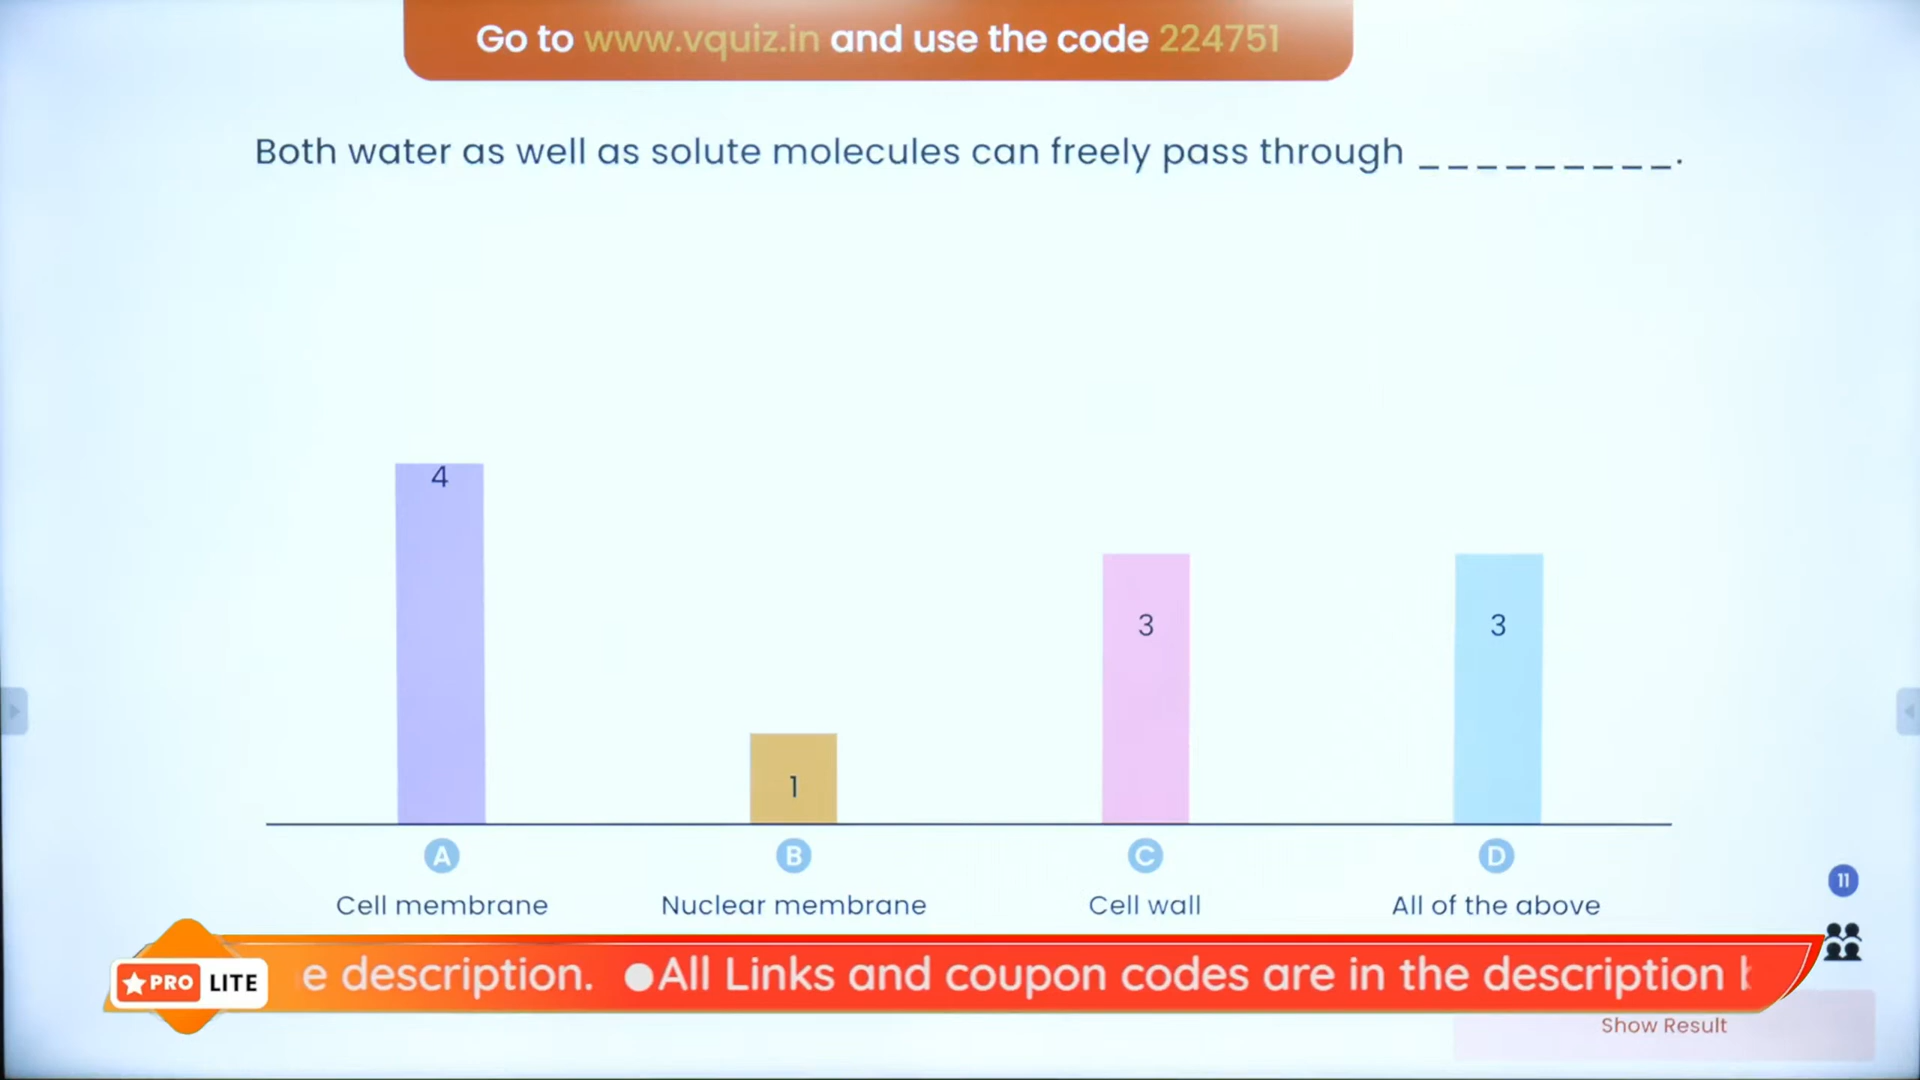 Go to www.vquiz.in and use the code 224751
Both water as well as solute molecules can freely pass through _________.
4
1
3
3
A
B
C
D
Cell membrane
Nuclear membrane
Cell wall
All of the above
11
PRO LITE
e description. ●All Links and coupon codes are in the description
Show Result